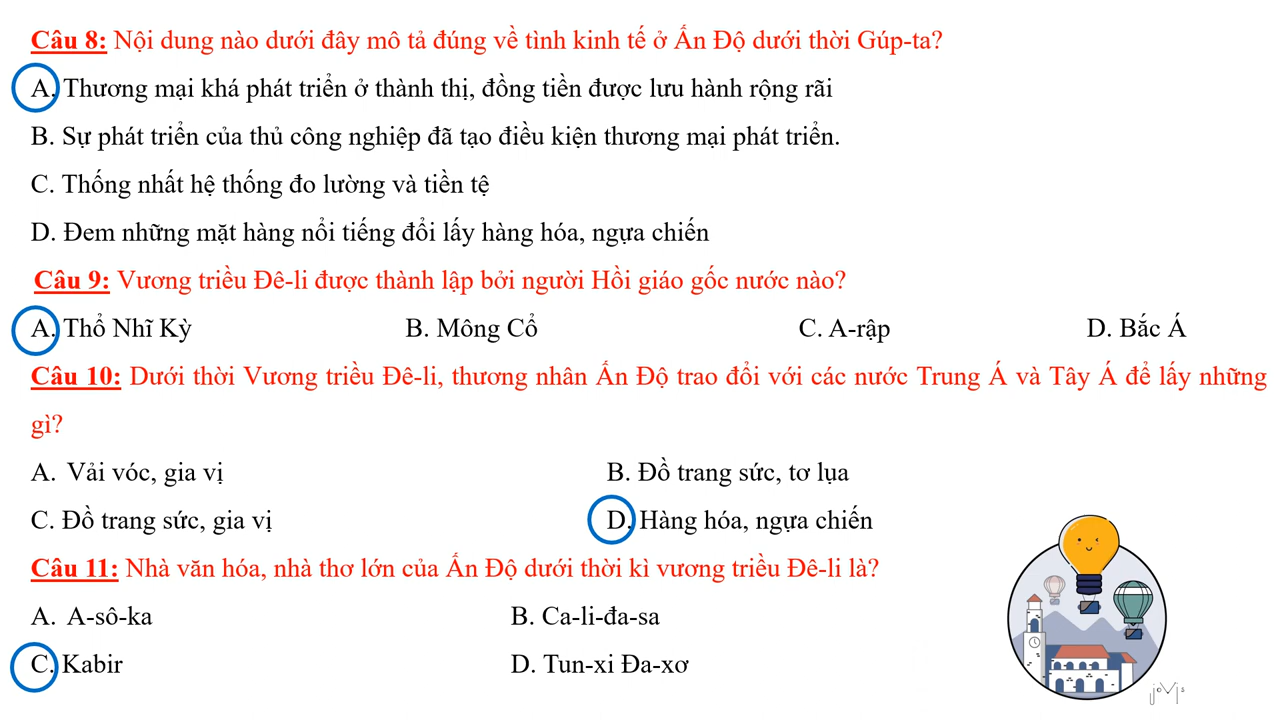 Câu 8: Nội dung nào dưới đây mô tả đúng về tình kinh tế ở Ấn Độ dưới thời Gúp-ta?
A. Thương mại khá phát triển ở thành thị, đồng tiền được lưu hành rộng rãi
B. Sự phát triển của thủ công nghiệp đã tạo điều kiện thương mại phát triển.
C. Thống nhất hệ thống đo lường và tiền tệ
D. Đem những mặt hàng nổi tiếng đổi lấy hàng hóa, ngựa chiến
Câu 9: Vương triều Đê-li được thành lập bởi người Hồi giáo gốc nước nào?
A. Thổ Nhĩ Kỳ B. Mông Cổ C. A-rập D. Bắc Á
Câu 10: Dưới thời Vương triều Đê-li, thương nhân Ấn Độ trao đổi với các nước Trung Á và Tây Á để lấy những
gì?
A. Vải vóc, gia vị B. Đồ trang sức, tơ lụa
C. Đồ trang sức, gia vị D. Hàng hóa, ngựa chiến
Câu 11: Nhà văn hóa, nhà thơ lớn của Ấn Độ dưới thời kì vương triều Đê-li là?
A. A-sô-ka B. Ca-li-đa-sa
C. Kabir D. Tun-xi Đa-xơ